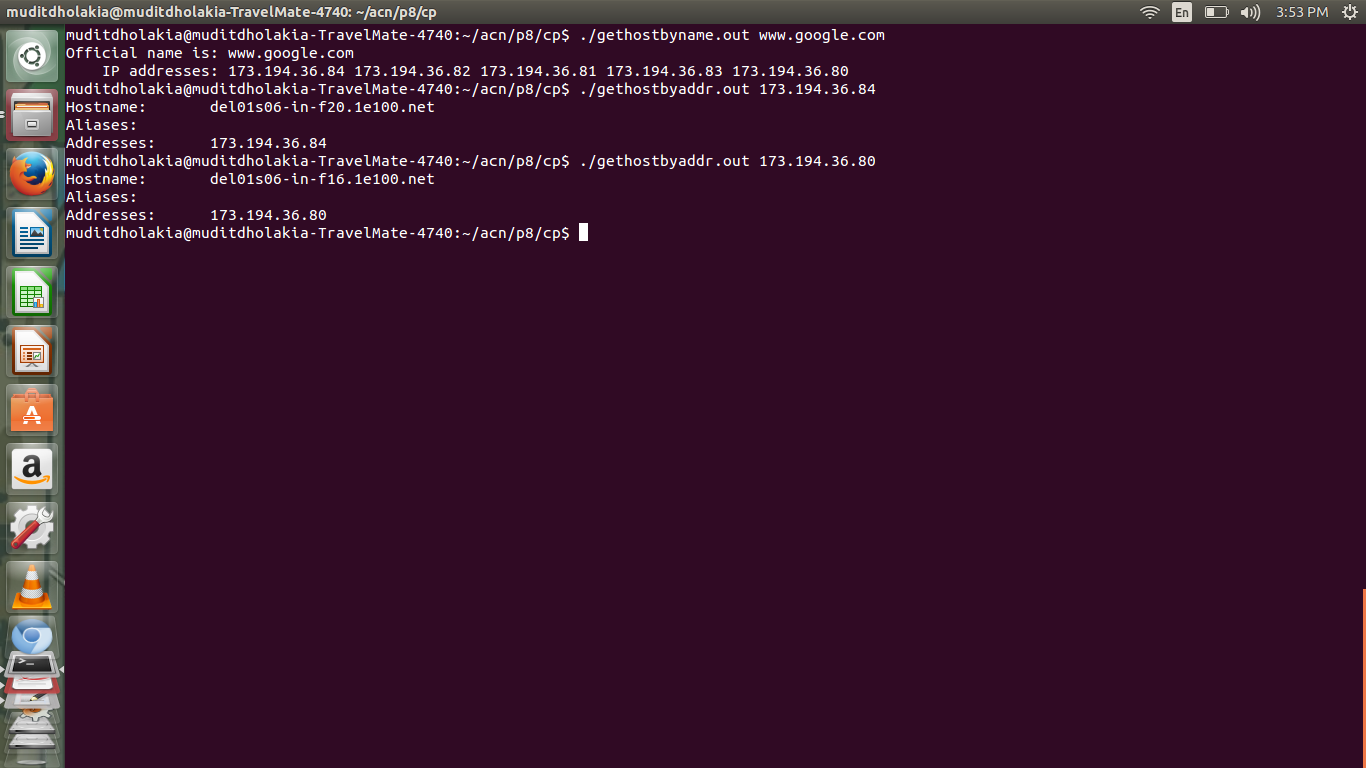 muditdholakia@muditdholakia-TravelMate-4740: ~/acn/p8/cp
En
3:53 PM
muditdholakia@muditdholakia-TravelMate-4740:~/acn/p8/cp$ ./gethostbyname.out www.google.com
Official name is: www.google.com
    IP addresses: 173.194.36.84 173.194.36.82 173.194.36.81 173.194.36.83 173.194.36.80
muditdholakia@muditdholakia-TravelMate-4740:~/acn/p8/cp$ ./gethostbyaddr.out 173.194.36.84
Hostname:       del01s06-in-f20.1e100.net
Aliases:
Addresses:      173.194.36.84
muditdholakia@muditdholakia-TravelMate-4740:~/acn/p8/cp$ ./gethostbyaddr.out 173.194.36.80
Hostname:       del01s06-in-f16.1e100.net
Aliases:
Addresses:      173.194.36.80
muditdholakia@muditdholakia-TravelMate-4740:~/acn/p8/cp$